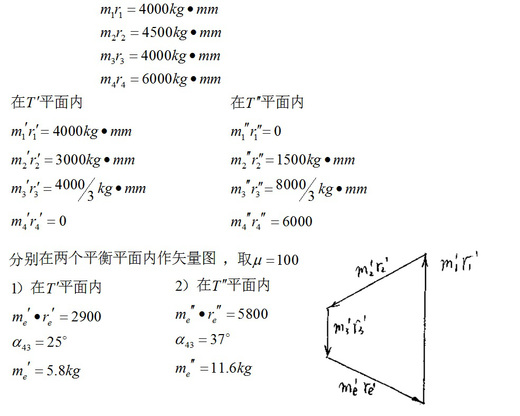 m₁r₁ = 4000kg●mm
m₂r₂ = 4500kg●mm
m₃r₃ = 4000kg●mm
m₄r₄ = 6000kg●mm
在T′平面内
m₁′r₁′= 4000kg●mm
m₂′r₂′= 3000kg●mm
m₃′r₃′= 4000/3 kg●mm
m₄′r₄′ = 0
在T″平面内
m₁″r₁″= 0
m₂″r₂″= 1500kg●mm
m₃″r₃″= 8000/3 kg●mm
m₄″r₄″ = 6000
分别在两个平衡平面内作矢量图 ，取μ = 100
1）在T′平面内
mₑ′●rₑ′= 2900
α₄₃ = 25°
mₑ′= 5.8kg
2）在T″平面内
mₑ″●rₑ″= 5800
α₄₃ = 37°
mₑ″= 11.6kg
m₂′r₂′
m₁′r₁′
m₃′r₃′
mₑ′rₑ′